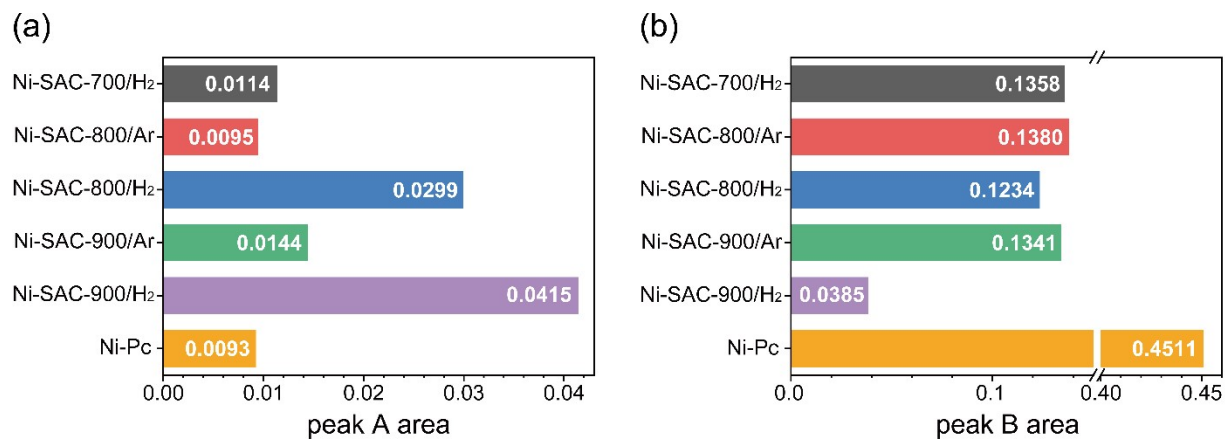 (a)
Ni-SAC-700/H₂ 0.0114
Ni-SAC-800/Ar 0.0095
Ni-SAC-800/H₂ 0.0299
Ni-SAC-900/Ar 0.0144
Ni-SAC-900/H₂ 0.0415
Ni-Pc 0.0093
0.00 0.01 0.02 0.03 0.04
peak A area
(b)
Ni-SAC-700/H₂ 0.1358
Ni-SAC-800/Ar 0.1380
Ni-SAC-800/H₂ 0.1234
Ni-SAC-900/Ar 0.1341
Ni-SAC-900/H₂ 0.0385
Ni-Pc 0.4511
0.0 0.1 0.40 0.45
peak B area